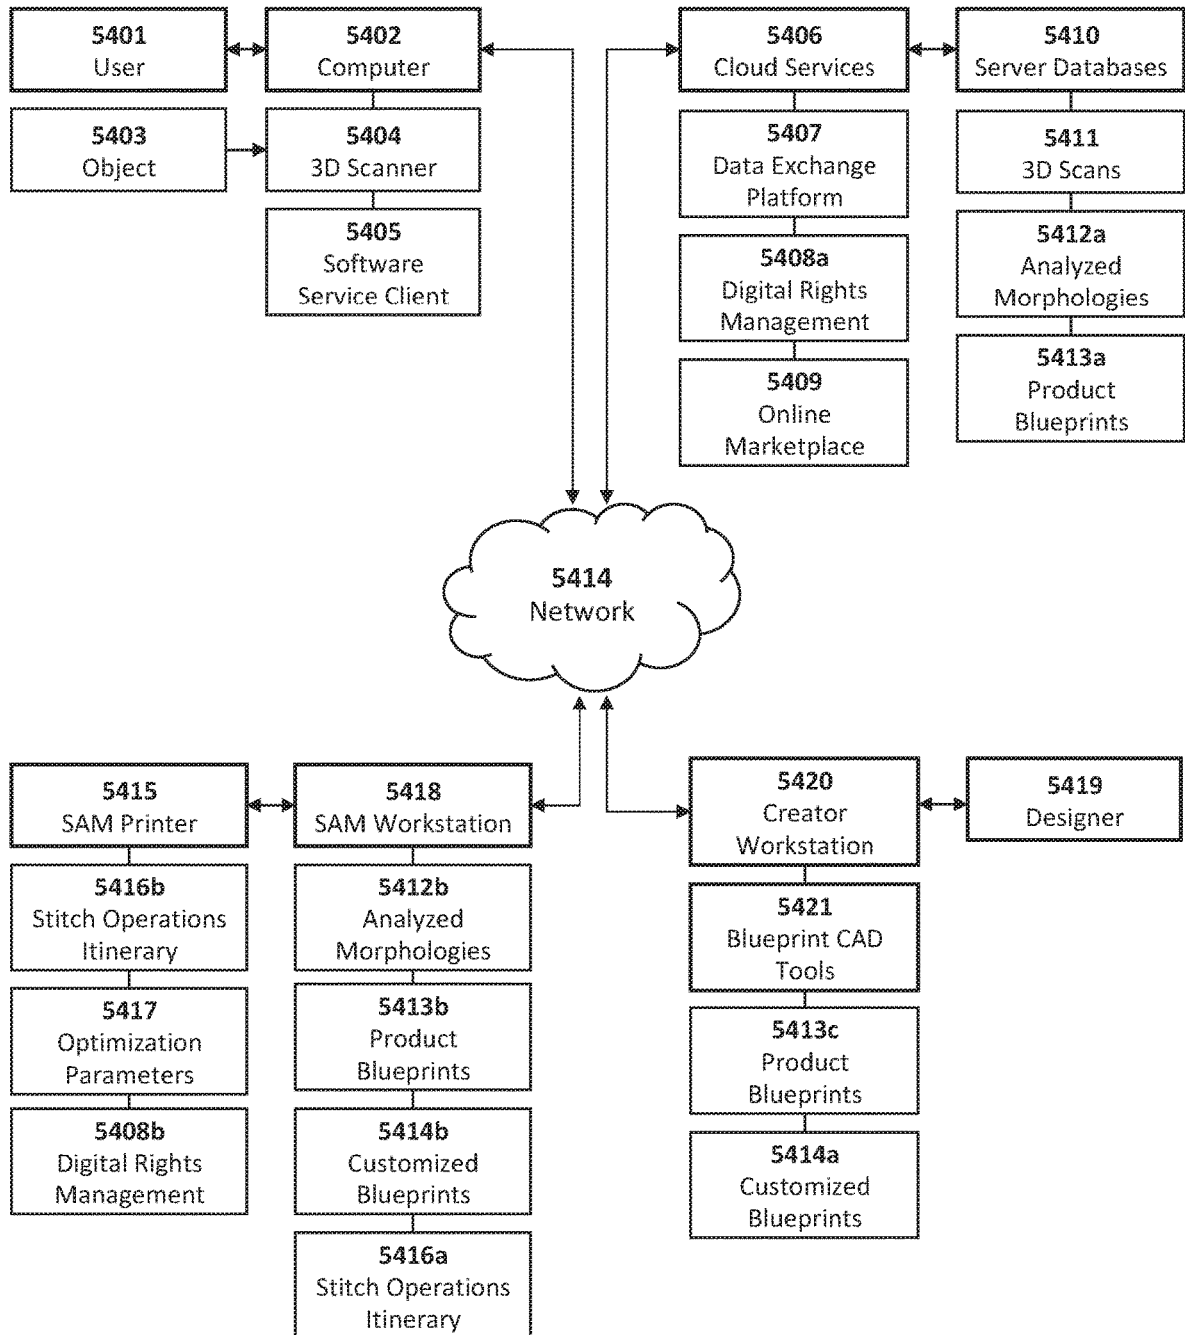 5401
User
5402
Computer
5403
Object
5404
3D Scanner
5405
Software
Service Client
5406
Cloud Services
5407
Data Exchange
Platform
5408a
Digital Rights
Management
5409
Online
Marketplace
5410
Server Databases
5411
3D Scans
5412a
Analyzed
Morphologies
5413a
Product
Blueprints
5414
Network
5415
SAM Printer
5416b
Stitch Operations
Itinerary
5417
Optimization
Parameters
5408b
Digital Rights
Management
5418
SAM Workstation
5412b
Analyzed
Morphologies
5413b
Product
Blueprints
5414b
Customized
Blueprints
5416a
Stitch Operations
Itinerary
5420
Creator
Workstation
5421
Blueprint CAD
Tools
5413c
Product
Blueprints
5414a
Customized
Blueprints
5419
Designer